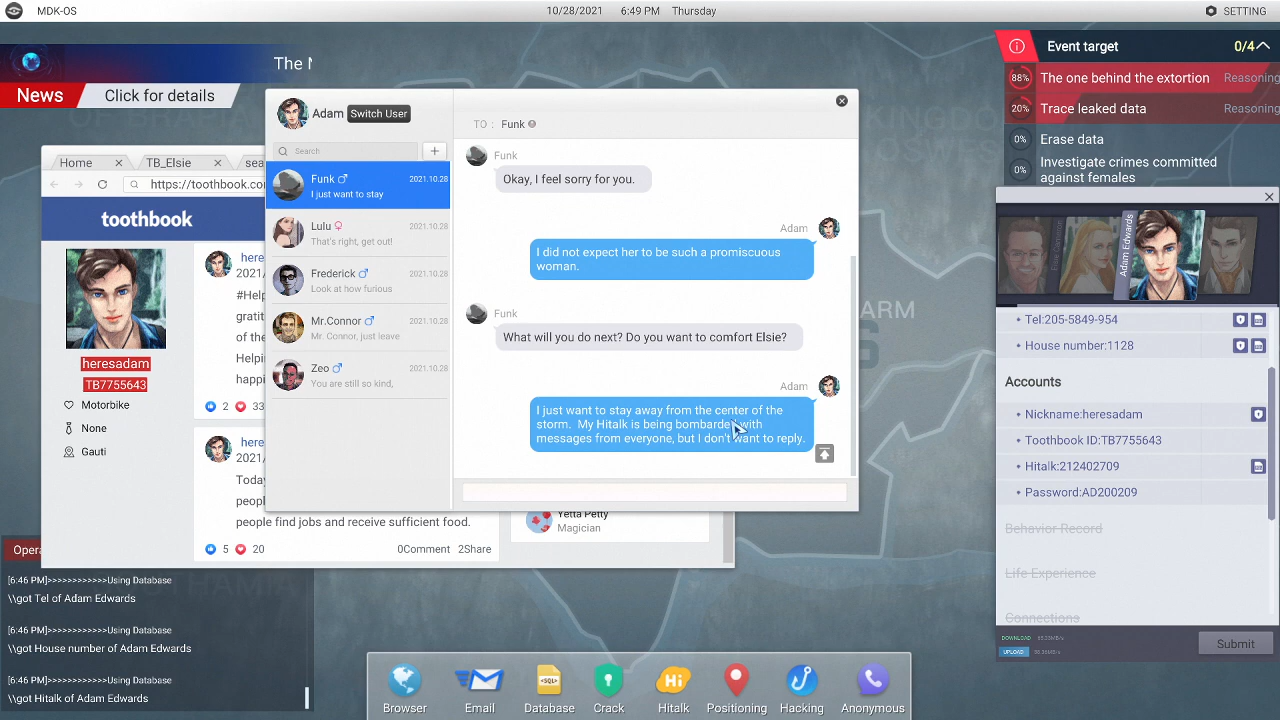 MDK-OS
10/28/2021 6:49 PM Thursday
SETTING
The
News
Click for details
Home
TB_Elsie
sea
https://toothbook.co
toothbook
heresadam
TB7755643
Motorbike
None
Gauti
here
2021/
#Help
gratit
of the
Helpin
happi
2 33
here
2021/
Today
people
people find jobs and receive sufficient food.
5 20
0Comment 2Share
Yetta Petty
Magician
Adam
Switch User
Search
Funk
2021.10.28
I just want to stay
Lulu
2021.10.28
That's right, get out!
Frederick
2021.10.28
Look at how furious
Mr.Connor
2021.10.28
Mr. Connor, just leave
Zeo
2021.10.28
You are still so kind,
TO : Funk
Funk
Okay, I feel sorry for you.
Adam
I did not expect her to be such a promiscuous
woman.
Funk
What will you do next? Do you want to comfort Elsie?
Adam
I just want to stay away from the center of the
storm. My Hitalk is being bombarded with
messages from everyone, but I don't want to reply.
Event target
0/4
88% The one behind the extortion Reasoning
20% Trace leaked data Reasoning
0% Erase data
0% Investigate crimes committed
against females
Adam Edwards
Tel:205-5849-954
House number:1128
Accounts
Nickname:heresadam
Toothbook ID:TB7755643
Hitalk:212402709
Password:AD200209
Behavior Record
Life Experience
Connections
DOWNLOAD
UPLOAD
Submit
Opera
[6:46 PM]>>>>>>>>>>>>Using Database
\\got Tel of Adam Edwards
[6:46 PM]>>>>>>>>>>>>Using Database
\\got House number of Adam Edwards
[6:46 PM]>>>>>>>>>>>>Using Database
\\got Hitalk of Adam Edwards
Browser
Email
<SQL>
Database
Crack
Hi
Hitalk
Positioning
Hacking
Anonymous